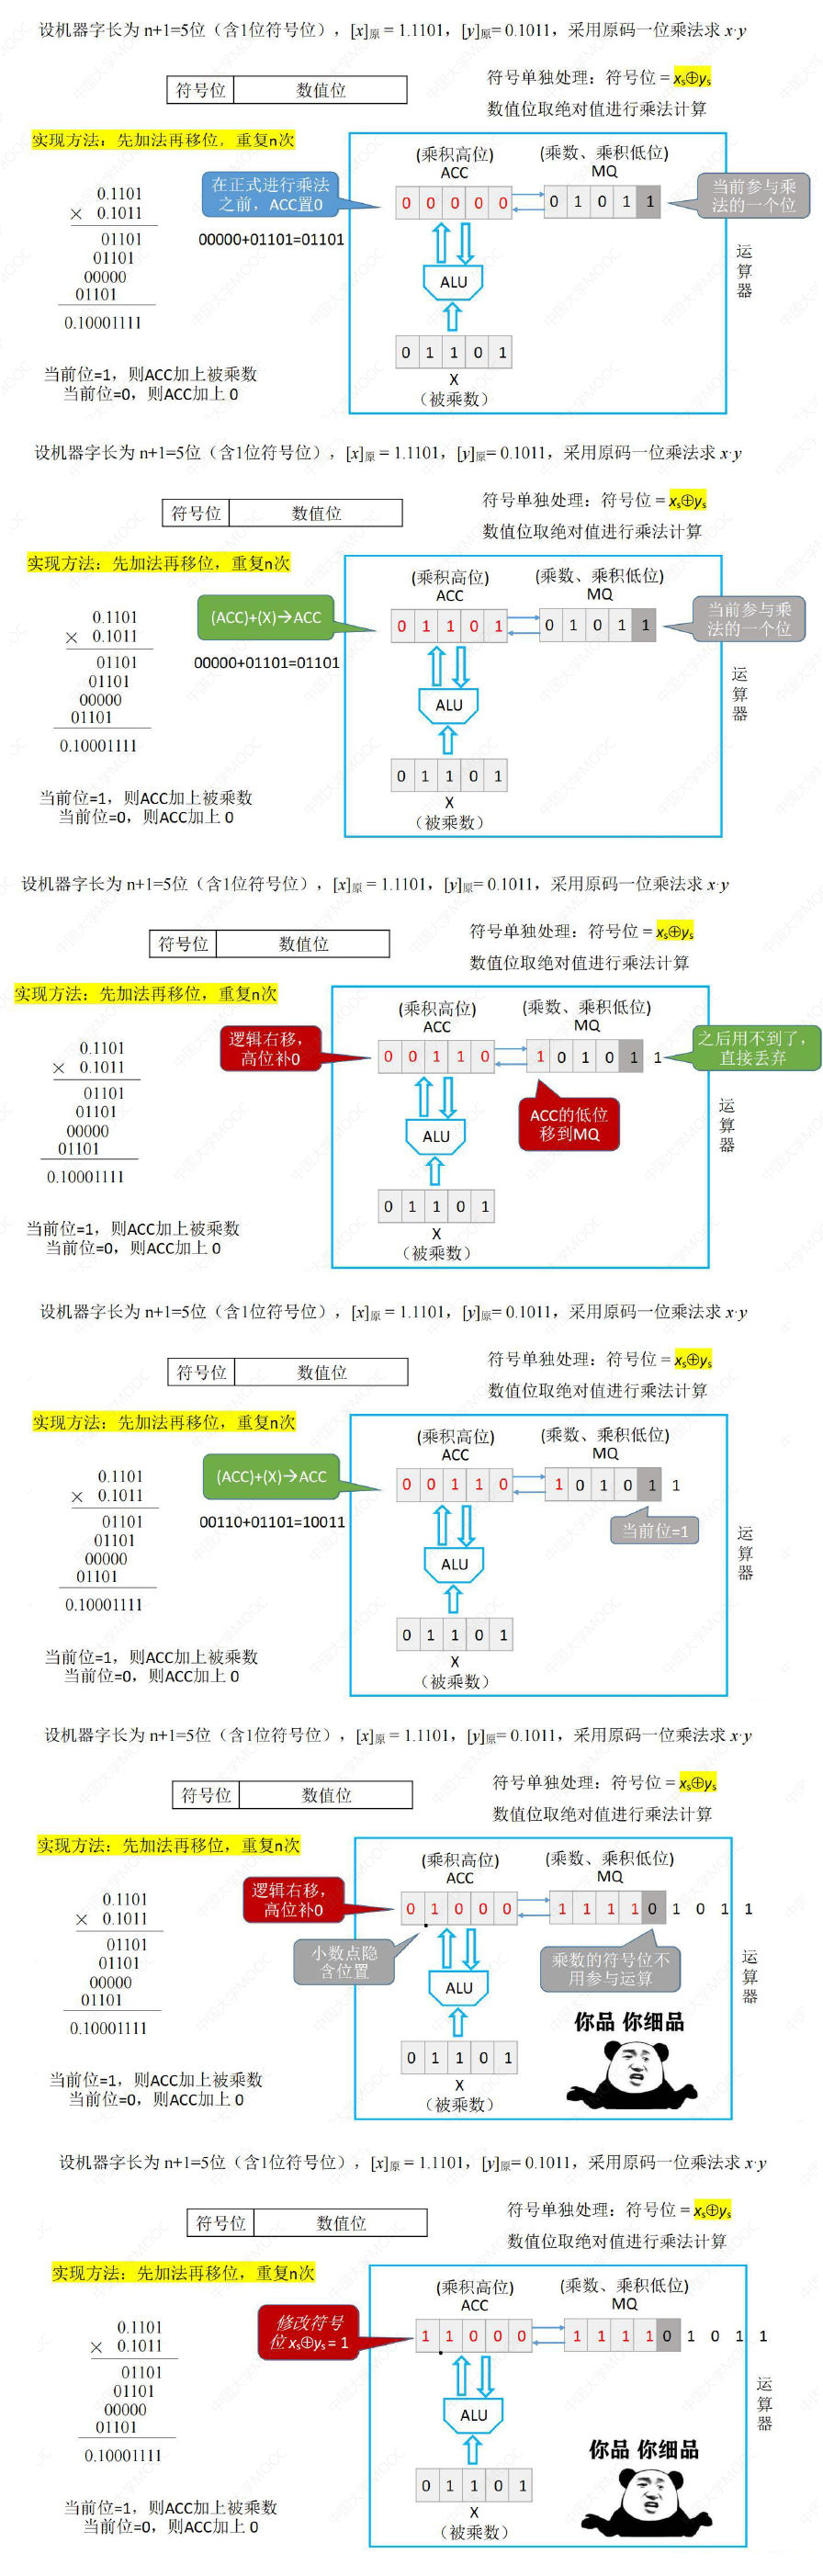 设机器字长为 n+1=5位（含1位符号位），[x]原 = 1.1101，[y]原= 0.1011，采用原码一位乘法求 x·y
符号单独处理：符号位 = xs⊕ys
符号位 数值位
数值位取绝对值进行乘法计算
实现方法：先加法再移位，重复n次
(乘积高位) (乘数、乘积低位)
ACC MQ
0.1101
× 0.1011
在正式进行乘法之前，ACC置0
0 0 0 0 0
0 1 0 1 1
当前参与乘法的一个位
01101
01101
00000
01101
0.10001111
00000+01101=01101
运算器
ALU
0 1 1 0 1
X
（被乘数）
当前位=1，则ACC加上被乘数
当前位=0，则ACC加上 0
设机器字长为 n+1=5位（含1位符号位），[x]原 = 1.1101，[y]原= 0.1011，采用原码一位乘法求 x·y
符号单独处理：符号位 = xs⊕ys
符号位 数值位
数值位取绝对值进行乘法计算
实现方法：先加法再移位，重复n次
(乘积高位) (乘数、乘积低位)
ACC MQ
0.1101
× 0.1011
(ACC)+(X)→ACC
0 1 1 0 1
0 1 0 1 1
当前参与乘法的一个位
01101
01101
00000
01101
0.10001111
00000+01101=01101
运算器
ALU
0 1 1 0 1
X
（被乘数）
当前位=1，则ACC加上被乘数
当前位=0，则ACC加上 0
设机器字长为 n+1=5位（含1位符号位），[x]原 = 1.1101，[y]原= 0.1011，采用原码一位乘法求 x·y
符号单独处理：符号位 = xs⊕ys
符号位 数值位
数值位取绝对值进行乘法计算
实现方法：先加法再移位，重复n次
(乘积高位) (乘数、乘积低位)
ACC MQ
0.1101
× 0.1011
逻辑右移，高位补0
0 0 1 1 0
1 0 1 0 1 1
之后用不到了，直接丢弃
01101
01101
00000
01101
0.10001111
ACC的低位移到MQ
运算器
ALU
0 1 1 0 1
X
（被乘数）
当前位=1，则ACC加上被乘数
当前位=0，则ACC加上 0
设机器字长为 n+1=5位（含1位符号位），[x]原 = 1.1101，[y]原= 0.1011，采用原码一位乘法求 x·y
符号单独处理：符号位 = xs⊕ys
符号位 数值位
数值位取绝对值进行乘法计算
实现方法：先加法再移位，重复n次
(乘积高位) (乘数、乘积低位)
ACC MQ
0.1101
× 0.1011
(ACC)+(X)→ACC
0 0 1 1 0
1 0 1 0 1 1
01101
01101
00000
01101
0.10001111
00110+01101=10011
当前位=1
运算器
ALU
0 1 1 0 1
X
（被乘数）
当前位=1，则ACC加上被乘数
当前位=0，则ACC加上 0
设机器字长为 n+1=5位（含1位符号位），[x]原 = 1.1101，[y]原= 0.1011，采用原码一位乘法求 x·y
符号单独处理：符号位 = xs⊕ys
符号位 数值位
数值位取绝对值进行乘法计算
实现方法：先加法再移位，重复n次
(乘积高位) (乘数、乘积低位)
ACC MQ
0.1101
× 0.1011
逻辑右移，高位补0
0 1 0 0 0
1 1 1 1 0 1 0 1 1
01101
01101
00000
01101
0.10001111
小数点隐含位置
乘数的符号位不用参与运算
运算器
ALU
你品 你细品
0 1 1 0 1
X
（被乘数）
当前位=1，则ACC加上被乘数
当前位=0，则ACC加上 0
设机器字长为 n+1=5位（含1位符号位），[x]原 = 1.1101，[y]原= 0.1011，采用原码一位乘法求 x·y
符号单独处理：符号位 = xs⊕ys
符号位 数值位
数值位取绝对值进行乘法计算
实现方法：先加法再移位，重复n次
(乘积高位) (乘数、乘积低位)
ACC MQ
0.1101
× 0.1011
修改符号位 xs⊕ys = 1
1 1 0 0 0
1 1 1 1 0 1 0 1 1
01101
01101
00000
01101
0.10001111
运算器
ALU
你品 你细品
0 1 1 0 1
X
（被乘数）
当前位=1，则ACC加上被乘数
当前位=0，则ACC加上 0
中国大学MOOC